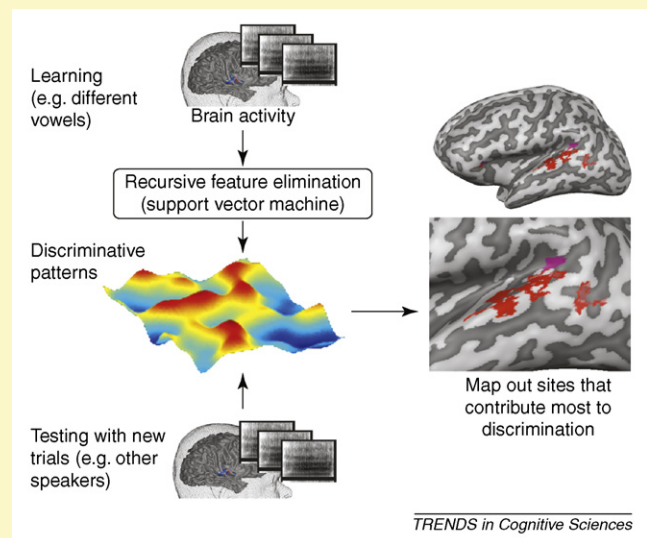 Learning
(e.g. different
vowels)
Brain activity
Recursive feature elimination
(support vector machine)
Discriminative
patterns
Map out sites that
contribute most to
discrimination
Testing with new
trials (e.g. other
speakers)
TRENDS in Cognitive Sciences